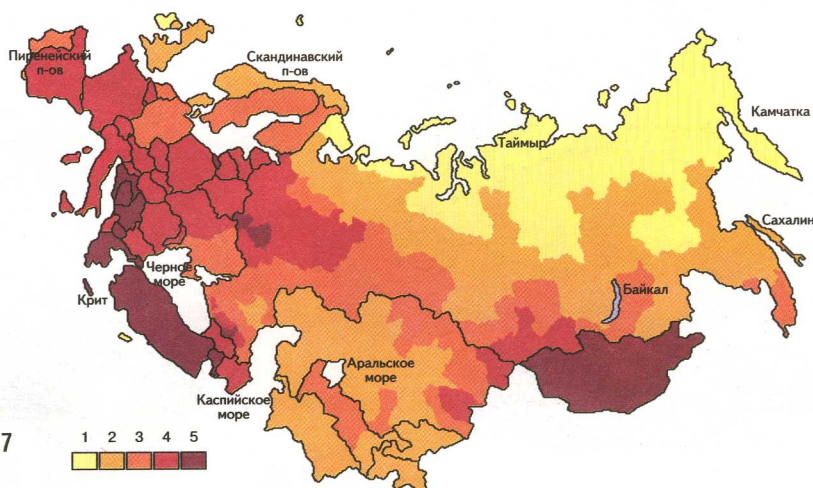 Пиренейский
п-ов
Скандинавский
п-ов
Камчатка
Таймыр
Сахалин
Черное
море
Байкал
Крит
Аральское
море
Каспийское
море
7
1 2 3 4 5